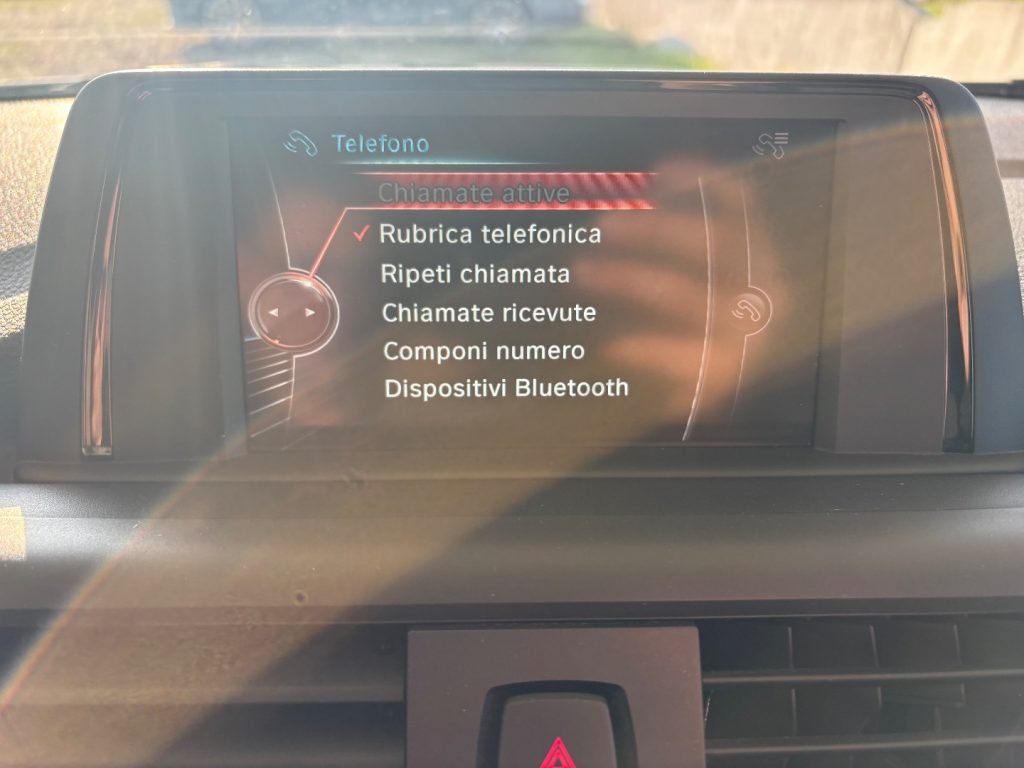 Telefono
Chiamate attive
Rubrica telefonica
Ripeti chiamata
Chiamate ricevute
Componi numero
Dispositivi Bluetooth